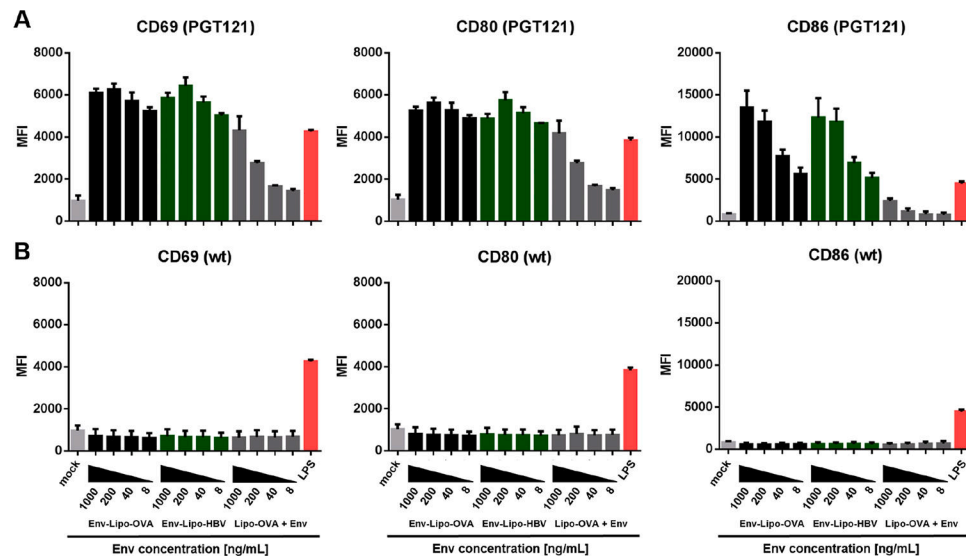 A
CD69 (PGT121)
CD80 (PGT121)
CD86 (PGT121)
MFI
8000
6000
4000
2000
0
MFI
8000
6000
4000
2000
0
MFI
20000
15000
10000
5000
0
B
CD69 (wt)
CD80 (wt)
CD86 (wt)
MFI
8000
6000
4000
2000
0
MFI
8000
6000
4000
2000
0
MFI
20000
15000
10000
5000
0
mock 1000 200 40 8 1000 200 40 8 1000 200 40 8 LPS
Env-Lipo-OVA Env-Lipo-HBV Lipo-OVA + Env
Env concentration [ng/mL]
mock 1000 200 40 8 1000 200 40 8 1000 200 40 8 LPS
Env-Lipo-OVA Env-Lipo-HBV Lipo-OVA + Env
Env concentration [ng/mL]
mock 1000 200 40 8 1000 200 40 8 1000 200 40 8 LPS
Env-Lipo-OVA Env-Lipo-HBV Lipo-OVA + Env
Env concentration [ng/mL]